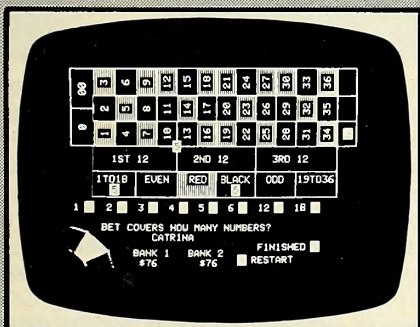 00 3 6 9 12 15 18 21 24 27 30 33 36
2 5 8 11 14 17 20 23 26 29 32 35
0 1 4 7 10 13 16 19 22 25 28 31 34
5
1ST 12 2ND 12 3RD 12
1TO18 EVEN RED BLACK ODD 19TO36
5 5
1 2 3 4 5 6 12 18
BET COVERS HOW MANY NUMBERS?
CATRINA FINISHED
BANK 1 BANK 2 RESTART
$76 $76